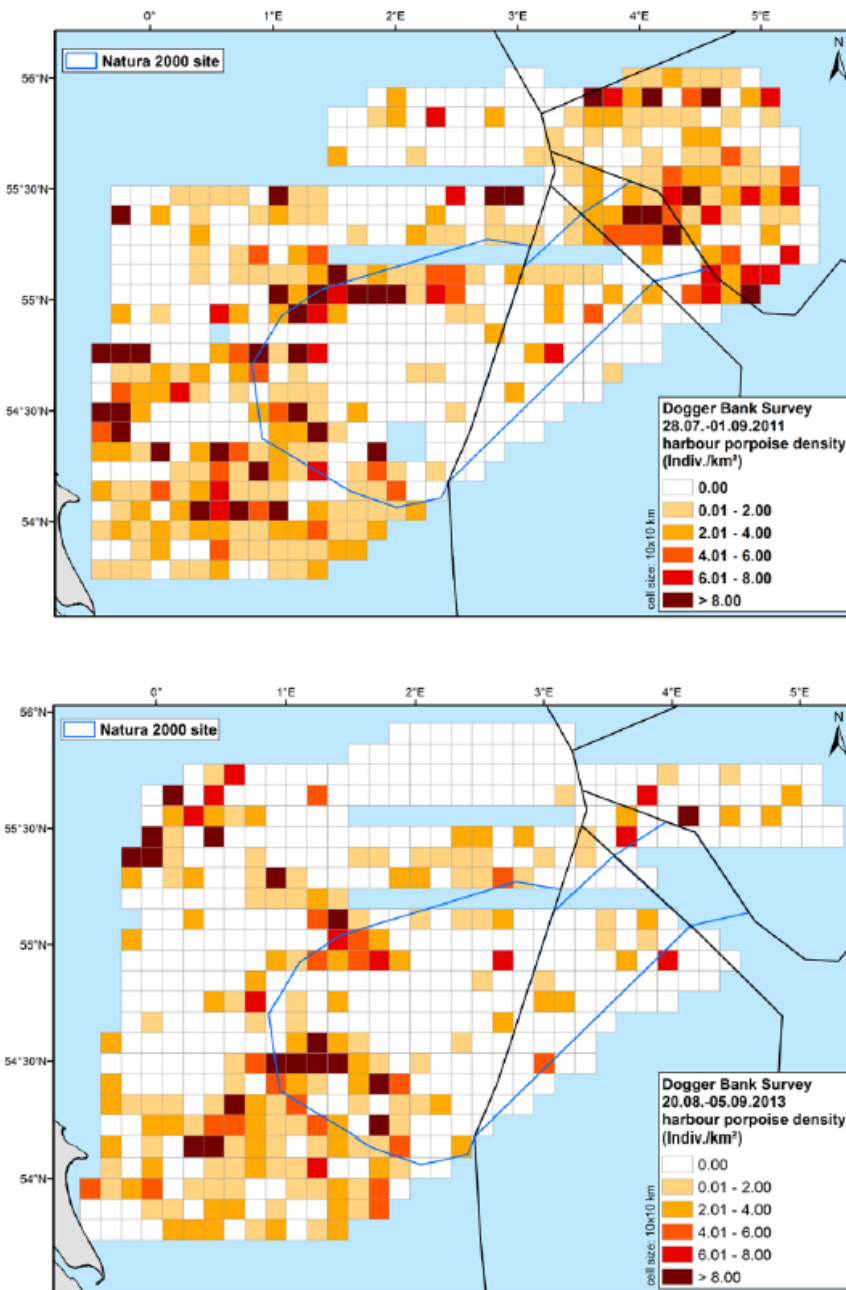 0° 1°E 2°E 3°E 4°E 5°E
Natura 2000 site
N
56°N
55°30'N
55°N
54°30'N
54°N
Dogger Bank Survey
28.07.-01.09.2011
harbour porpoise density
(Indiv./km²)
0.00
0.01 - 2.00
2.01 - 4.00
4.01 - 6.00
6.01 - 8.00
> 8.00
cell size: 10x10 km
0° 1°E 2°E 3°E 4°E 5°E
56°N
Natura 2000 site
N
55°30'N
55°N
54°30'N
54°N
Dogger Bank Survey
20.08.-05.09.2013
harbour porpoise density
(Indiv./km²)
0.00
0.01 - 2.00
2.01 - 4.00
4.01 - 6.00
6.01 - 8.00
> 8.00
cell size: 10x10 km